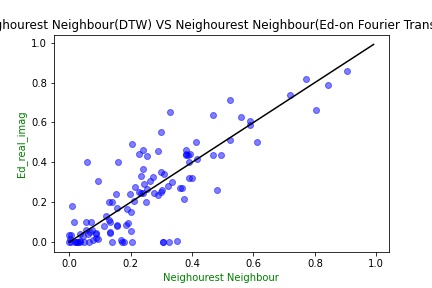 ghourest Neighbour(DTW) VS Neighourest Neighbour(Ed-on Fourier Trans
1.0
0.8
0.6
0.4
0.2
0.0
Ed_real_imag
0.0 0.2 0.4 0.6 0.8 1.0
Neighourest Neighbour